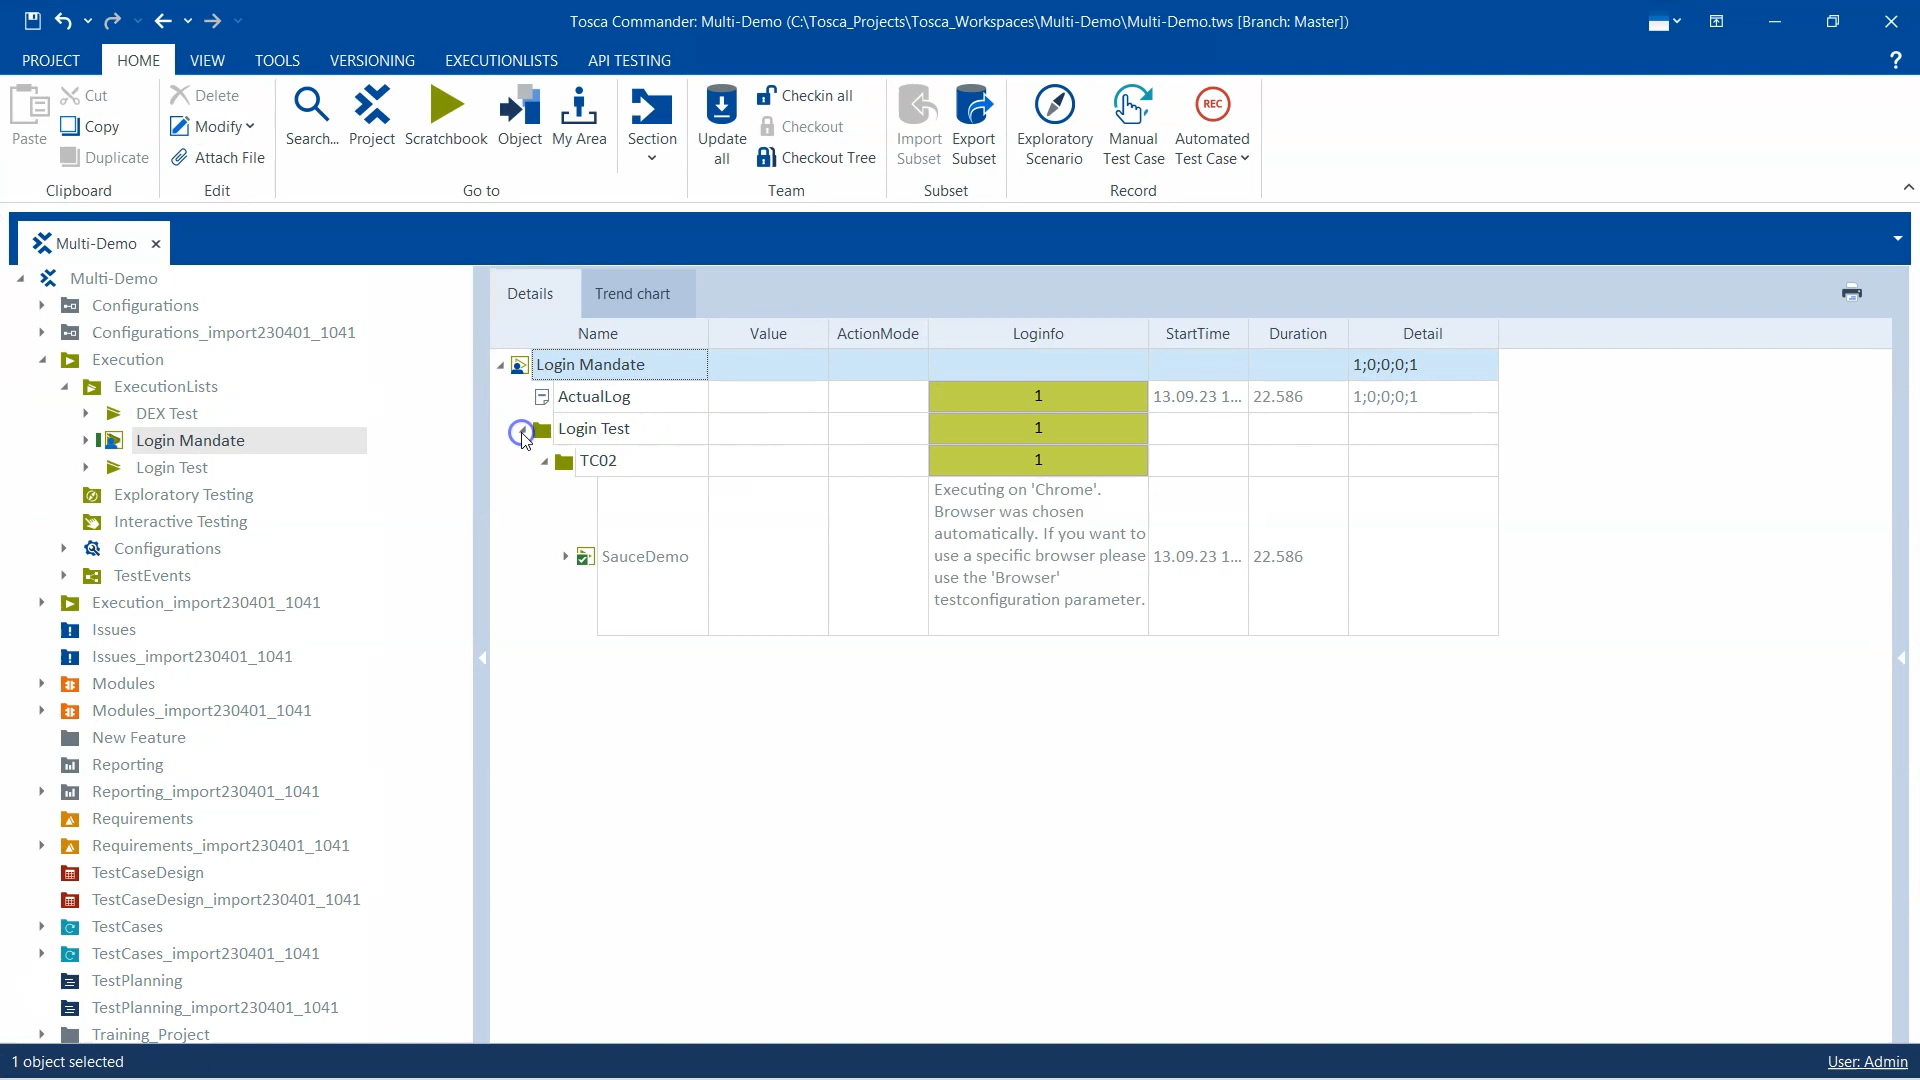 Tosca Commander: Multi-Demo (C:\Tosca_Projects\Tosca_Workspaces\Multi-Demo\Multi-Demo.tws [Branch: Master])
PROJECT HOME VIEW TOOLS VERSIONING EXECUTIONLISTS API TESTING ?
Paste
Cut
Copy
Duplicate
Clipboard
Delete
Modify
Attach File
Edit
Search... Project Scratchbook Object My Area
Section
Go to
Update
all
Checkin all
Checkout
Checkout Tree
Team
Import
Subset
Export
Subset
Subset
Exploratory
Scenario
Manual
Test Case
REC
Automated
Test Case
Record
Multi-Demo
Multi-Demo
Configurations
Configurations_import230401_1041
Execution
ExecutionLists
DEX Test
Login Mandate
Login Test
Exploratory Testing
Interactive Testing
Configurations
TestEvents
Execution_import230401_1041
Issues
Issues_import230401_1041
Modules
Modules_import230401_1041
New Feature
Reporting
Reporting_import230401_1041
Requirements
Requirements_import230401_1041
TestCaseDesign
TestCaseDesign_import230401_1041
TestCases
TestCases_import230401_1041
TestPlanning
TestPlanning_import230401_1041
Training_Project
Details Trend chart
Name Value ActionMode Loginfo StartTime Duration Detail
Login Mandate 1;0;0;0;1
ActualLog 1 13.09.23 1... 22.586 1;0;0;0;1
Login Test 1
TC02 1
SauceDemo
Executing on 'Chrome'.
Browser was chosen
automatically. If you want to
use a specific browser please
use the 'Browser'
testconfiguration parameter.
13.09.23 1... 22.586
1 object selected
User: Admin